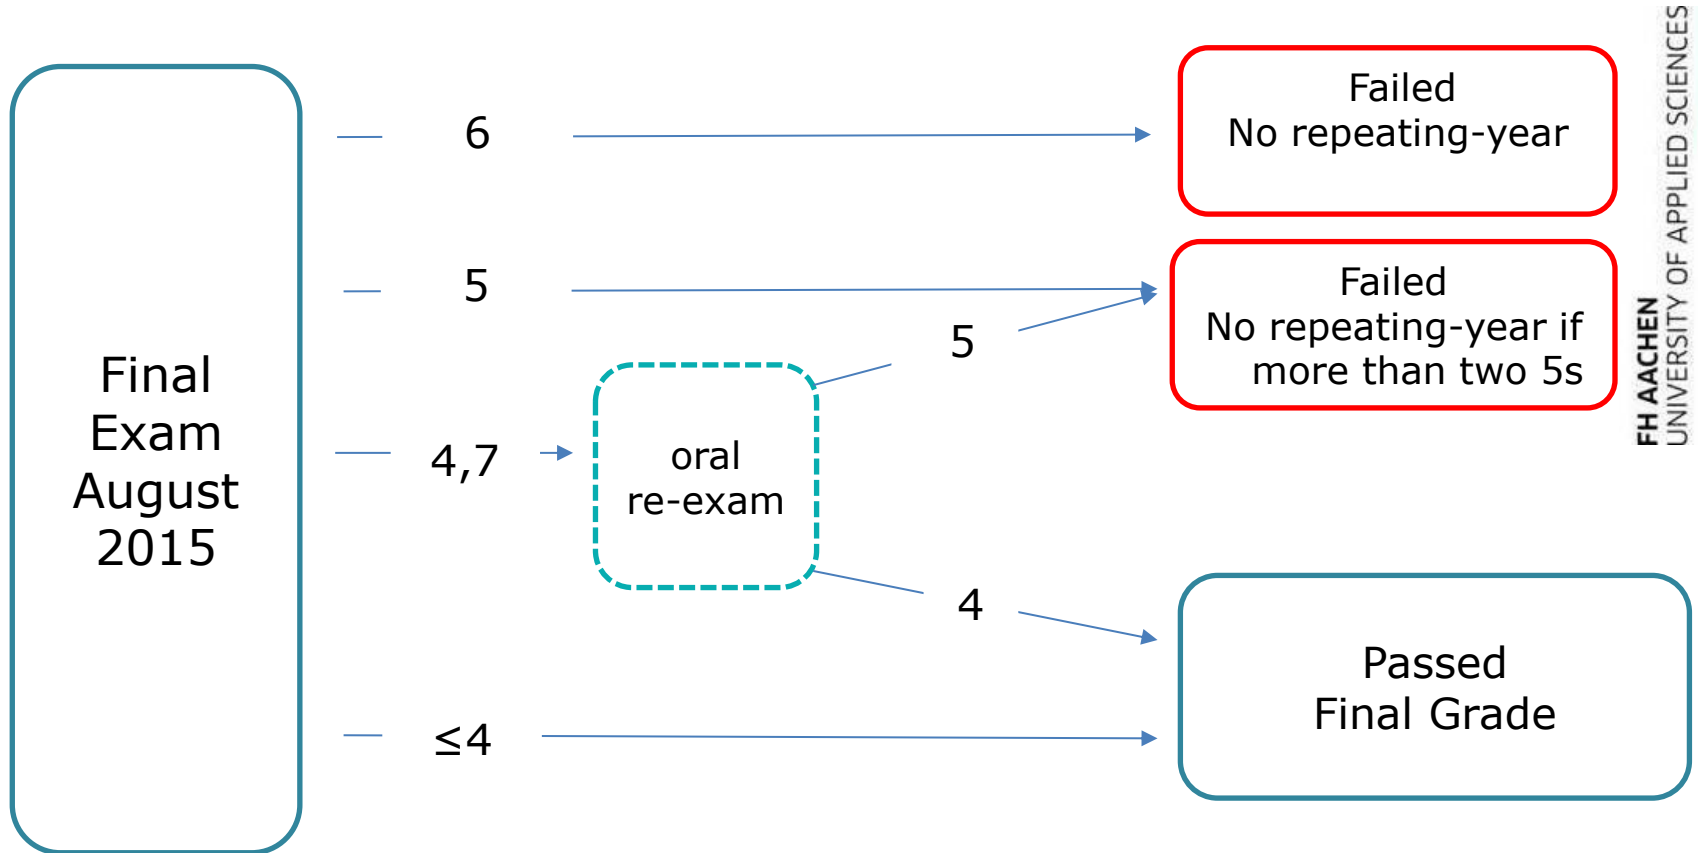 Final
Exam
August
2015
6
5
4,7
≤4
oral
re-exam
5
4
Failed
No repeating-year
Failed
No repeating-year if
more than two 5s
Passed
Final Grade
FH AACHEN
UNIVERSITY OF APPLIED SCIENCES